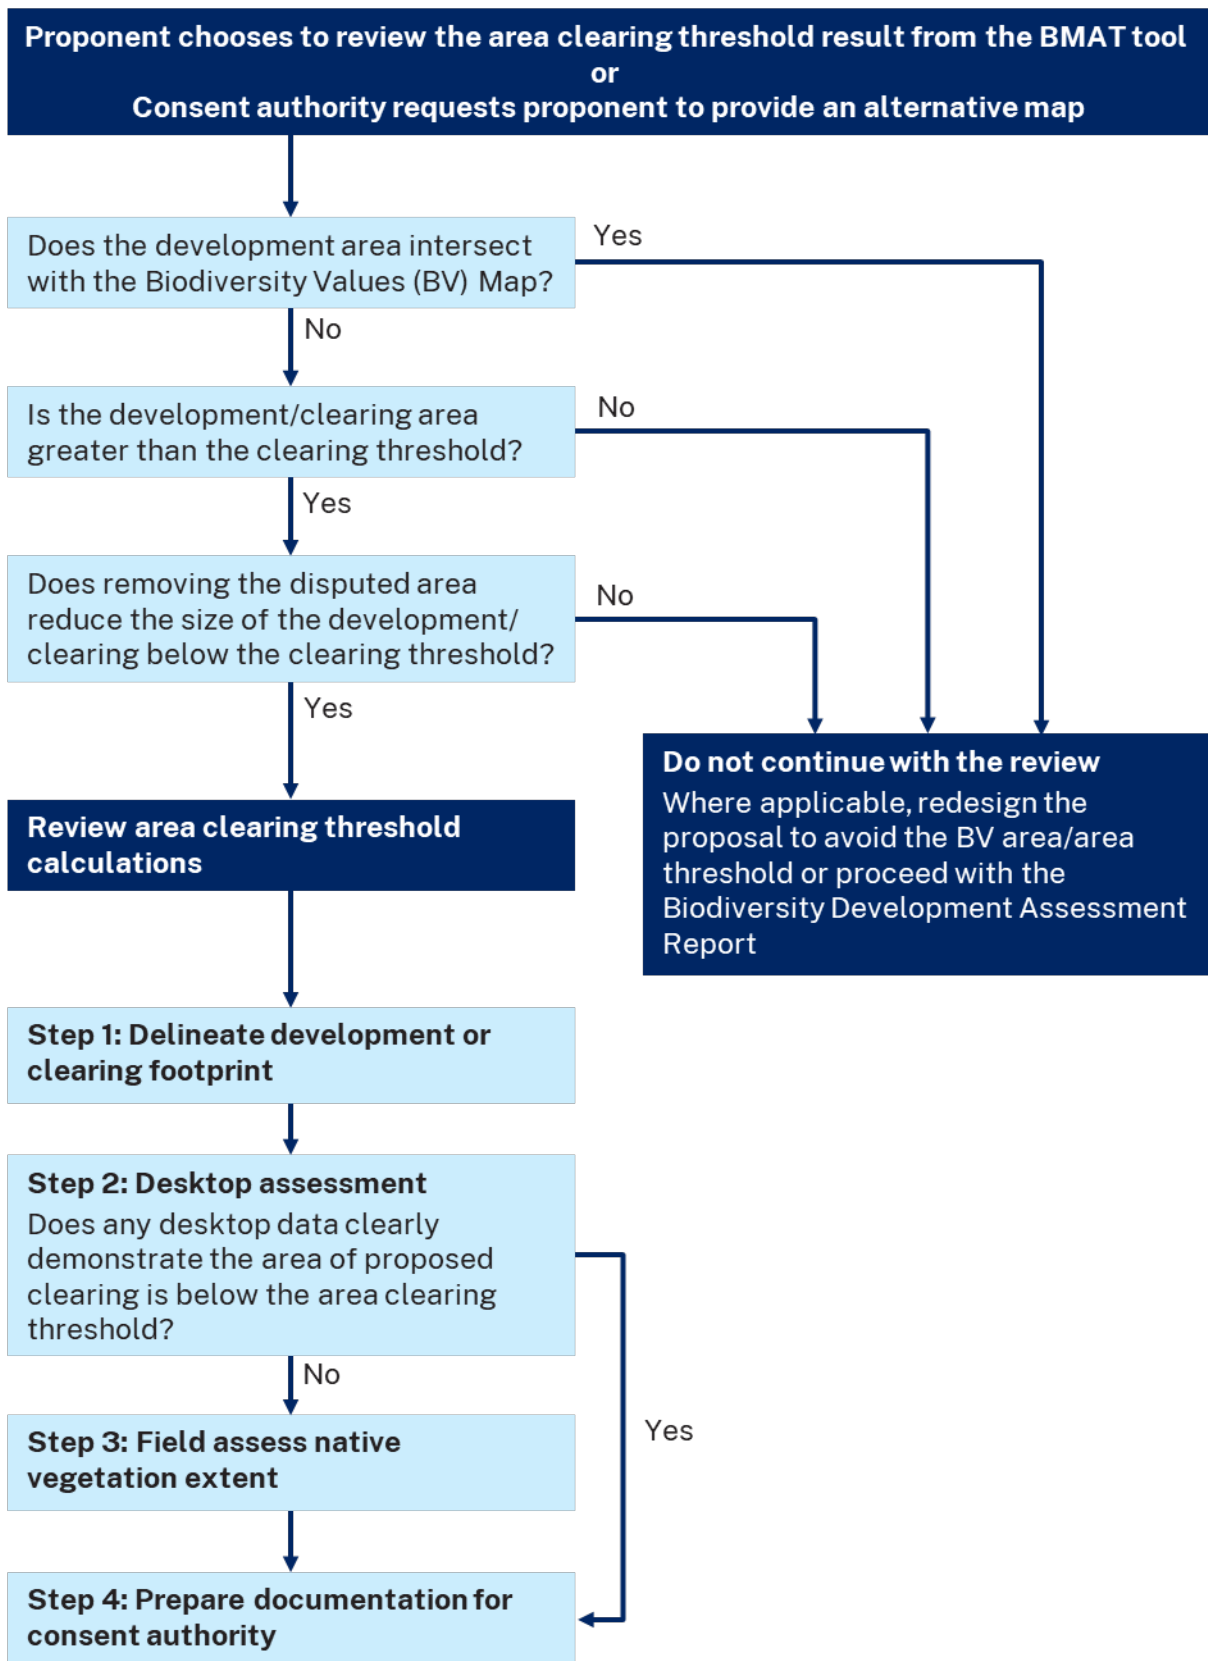 Proponent chooses to review the area clearing threshold result from the BMAT tool
or
Consent authority requests proponent to provide an alternative map
Does the development area intersect
with the Biodiversity Values (BV) Map?
Yes
No
Is the development/clearing area
greater than the clearing threshold?
No
Yes
Does removing the disputed area
reduce the size of the development/
clearing below the clearing threshold?
No
Yes
Do not continue with the review
Where applicable, redesign the
proposal to avoid the BV area/area
threshold or proceed with the
Biodiversity Development Assessment
Report
Review area clearing threshold
calculations
Step 1: Delineate development or
clearing footprint
Step 2: Desktop assessment
Does any desktop data clearly
demonstrate the area of proposed
clearing is below the area clearing
threshold?
No
Yes
Step 3: Field assess native
vegetation extent
Step 4: Prepare documentation for
consent authority